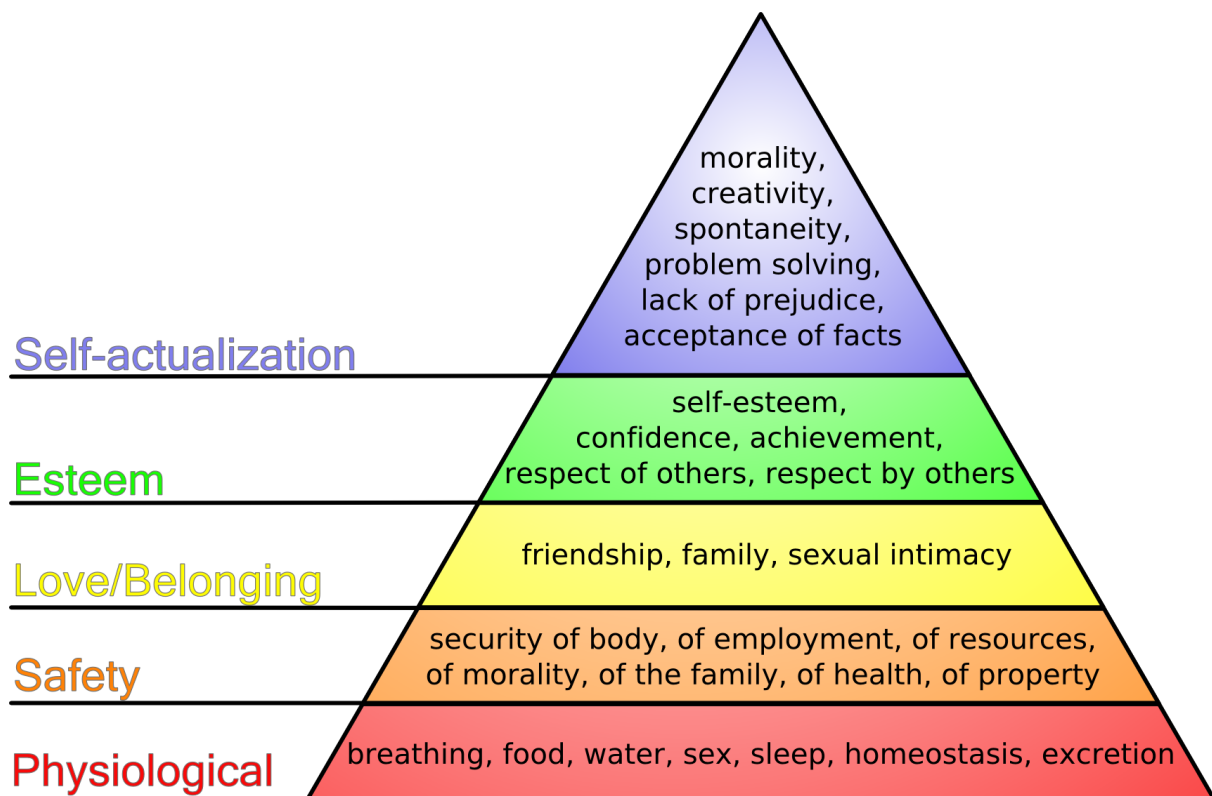 morality,
creativity,
spontaneity,
problem solving,
lack of prejudice,
acceptance of facts
Self-actualization
self-esteem,
confidence, achievement,
respect of others, respect by others
Esteem
friendship, family, sexual intimacy
Love/Belonging
security of body, of employment, of resources,
of morality, of the family, of health, of property
Safety
breathing, food, water, sex, sleep, homeostasis, excretion
Physiological